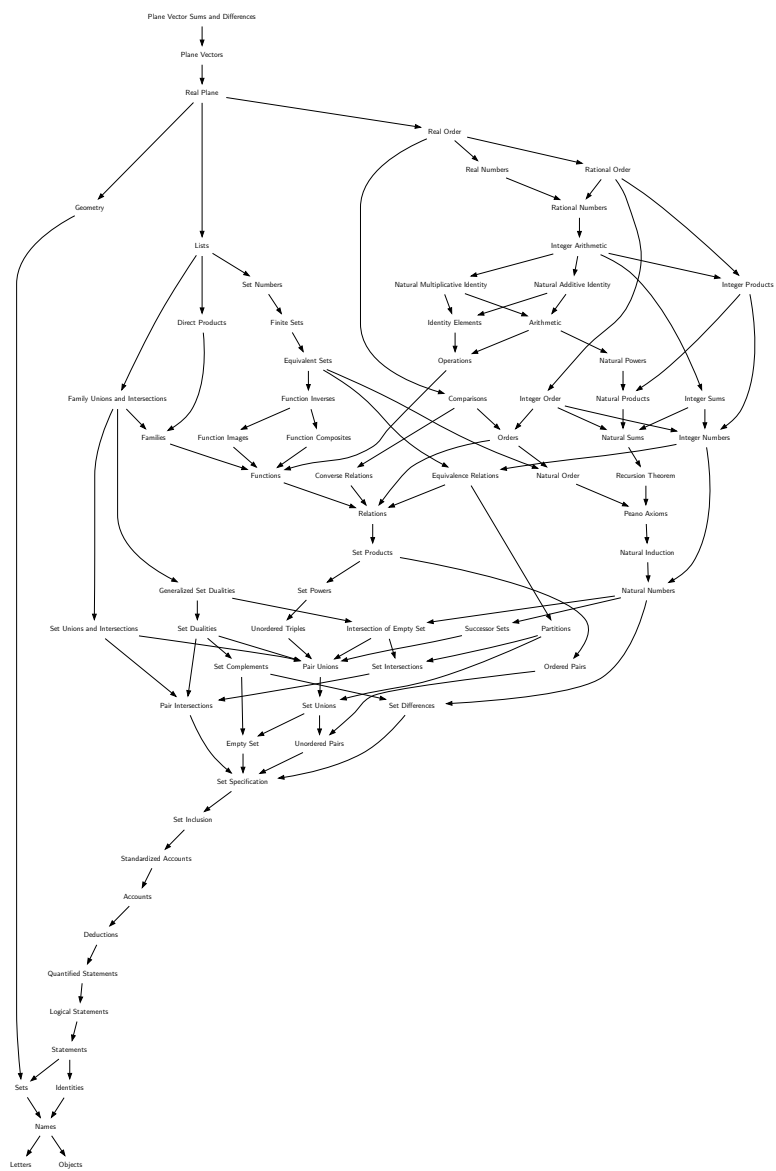 Plane Vector Sums and Differences
Plane Vectors
Real Plane
Real Order
Real Numbers
Rational Order
Geometry
Rational Numbers
Lists
Integer Arithmetic
Set Numbers
Natural Multiplicative Identity
Natural Additive Identity
Integer Products
Direct Products
Finite Sets
Identity Elements
Arithmetic
Equivalent Sets
Operations
Natural Powers
Family Unions and Intersections
Function Inverses
Comparisons
Integer Order
Natural Products
Integer Sums
Families
Function Images
Function Composites
Orders
Natural Sums
Integer Numbers
Functions
Converse Relations
Equivalence Relations
Natural Order
Recursion Theorem
Relations
Peano Axioms
Set Products
Natural Induction
Generalized Set Dualities
Set Powers
Natural Numbers
Set Unions and Intersections
Set Dualities
Unordered Triples
Intersection of Empty Set
Successor Sets
Partitions
Set Complements
Pair Unions
Set Intersections
Ordered Pairs
Pair Intersections
Set Unions
Set Differences
Empty Set
Unordered Pairs
Set Specification
Set Inclusion
Standardized Accounts
Accounts
Deductions
Quantified Statements
Logical Statements
Statements
Sets
Identities
Names
Letters
Objects